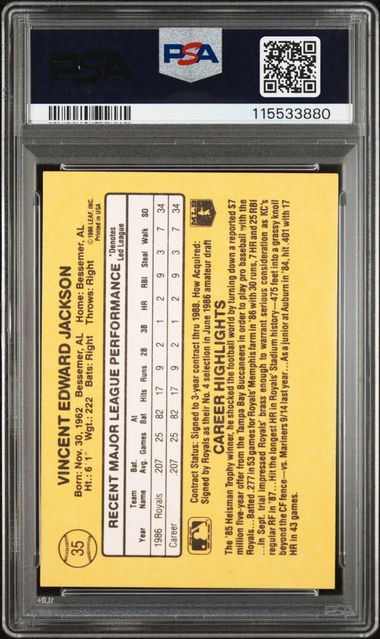 PSA
PSA
115533880
35
VINCENT EDWARD JACKSON
Born: Nov. 30, 1962 Bessemer, AL Home: Bessemer, AL
Ht.: 6'1" Wgt.: 222 Bats: Right Throws: Right
© 1986 LEAF, INC.
Printed in USA
RECENT MAJOR LEAGUE PERFORMANCE
*Denotes
Led League
Year Team Bat. At
Name Avg. Games Bat Hits Runs 2B 3B HR RBI Steal Walk SO
1986 Royals .207 25 82 17 9 2 1 2 9 3 7 34
Career .207 25 82 17 9 2 1 2 9 3 7 34
Contract Status: Signed to 3-year contract thru 1988. How Acquired:
Signed by Royals as their No. 4 selection in June 1986 amateur draft
MLB
CAREER HIGHLIGHTS
The '85 Heisman Trophy winner, he shocked the football world by turning down a reported $7
million five-year offer from the Tampa Bay Buccaneers in order to play pro baseball with the
Royals...Batted .277 in 53 games for Royals' Memphis farm in '86 with 30 runs, 7 HR and 25 RBI
...In Sept. trial impressed Royals' brass enough to warrant serious consideration as KC's
regular RF in '87...Hit the longest HR in Royals' Stadium history—475 feet into a grassy knoll
beyond the CF fence—vs. Mariners 9/14 last year...As a junior at Auburn in '84, hit .401 with 17
HR in 43 games.